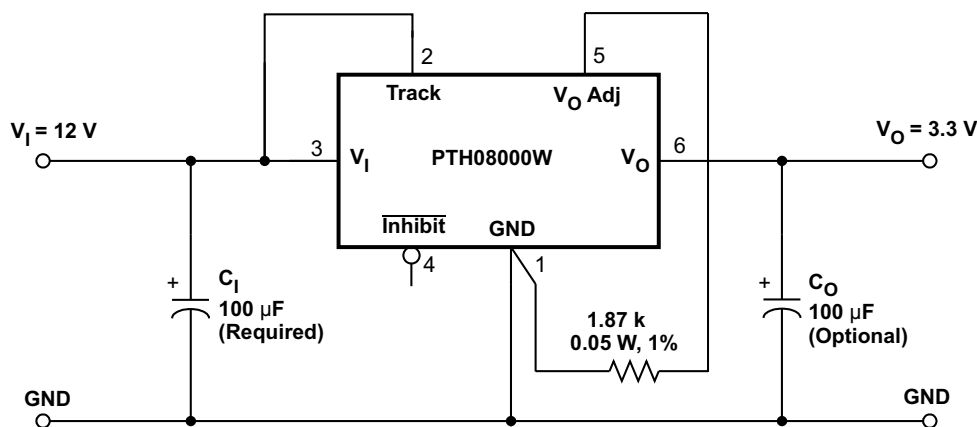 2
5
Track
V_O Adj
V_I = 12 V
V_O = 3.3 V
3
V_I
PTH08000W
V_O
6
Inhibit
GND
4
1
+
C_I
100 μF
(Required)
1.87 k
0.05 W, 1%
+
C_O
100 μF
(Optional)
GND
GND